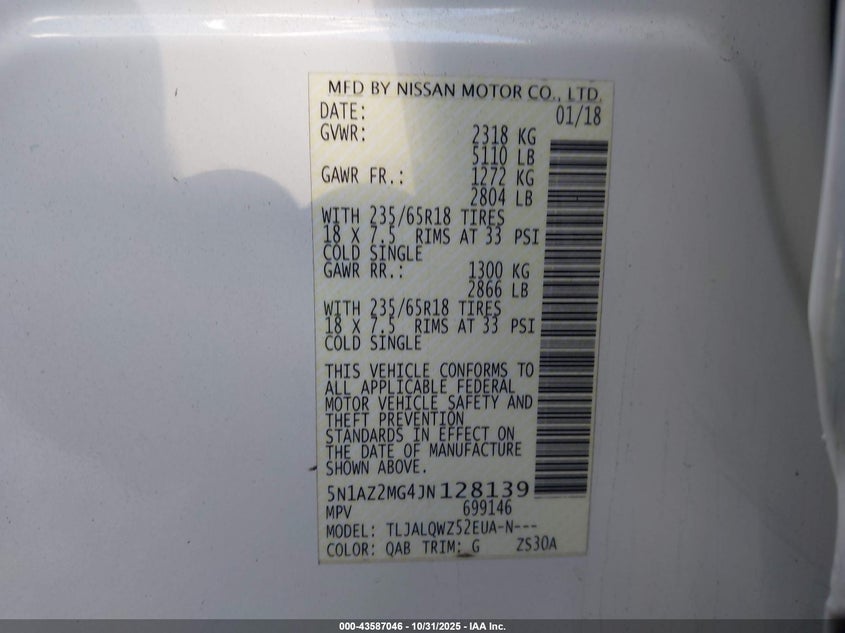 MFD BY NISSAN MOTOR CO., LTD.
DATE: 01/18
GVWR: 2318 KG
5110 LB
GAWR FR.: 1272 KG
2804 LB
WITH 235/65R18 TIRES
18 X 7.5 RIMS AT 33 PSI
COLD SINGLE
GAWR RR.: 1300 KG
2866 LB
WITH 235/65R18 TIRES
18 X 7.5 RIMS AT 33 PSI
COLD SINGLE
THIS VEHICLE CONFORMS TO
ALL APPLICABLE FEDERAL
MOTOR VEHICLE SAFETY AND
THEFT PREVENTION
STANDARDS IN EFFECT ON
THE DATE OF MANUFACTURE
SHOWN ABOVE.
5N1AZ2MG4JN128139
MPV 699146
MODEL: TLJALQWZ52EUA-N---
COLOR: QAB TRIM: G ZS30A
000-43587046 - 10/31/2025 - IAA Inc.